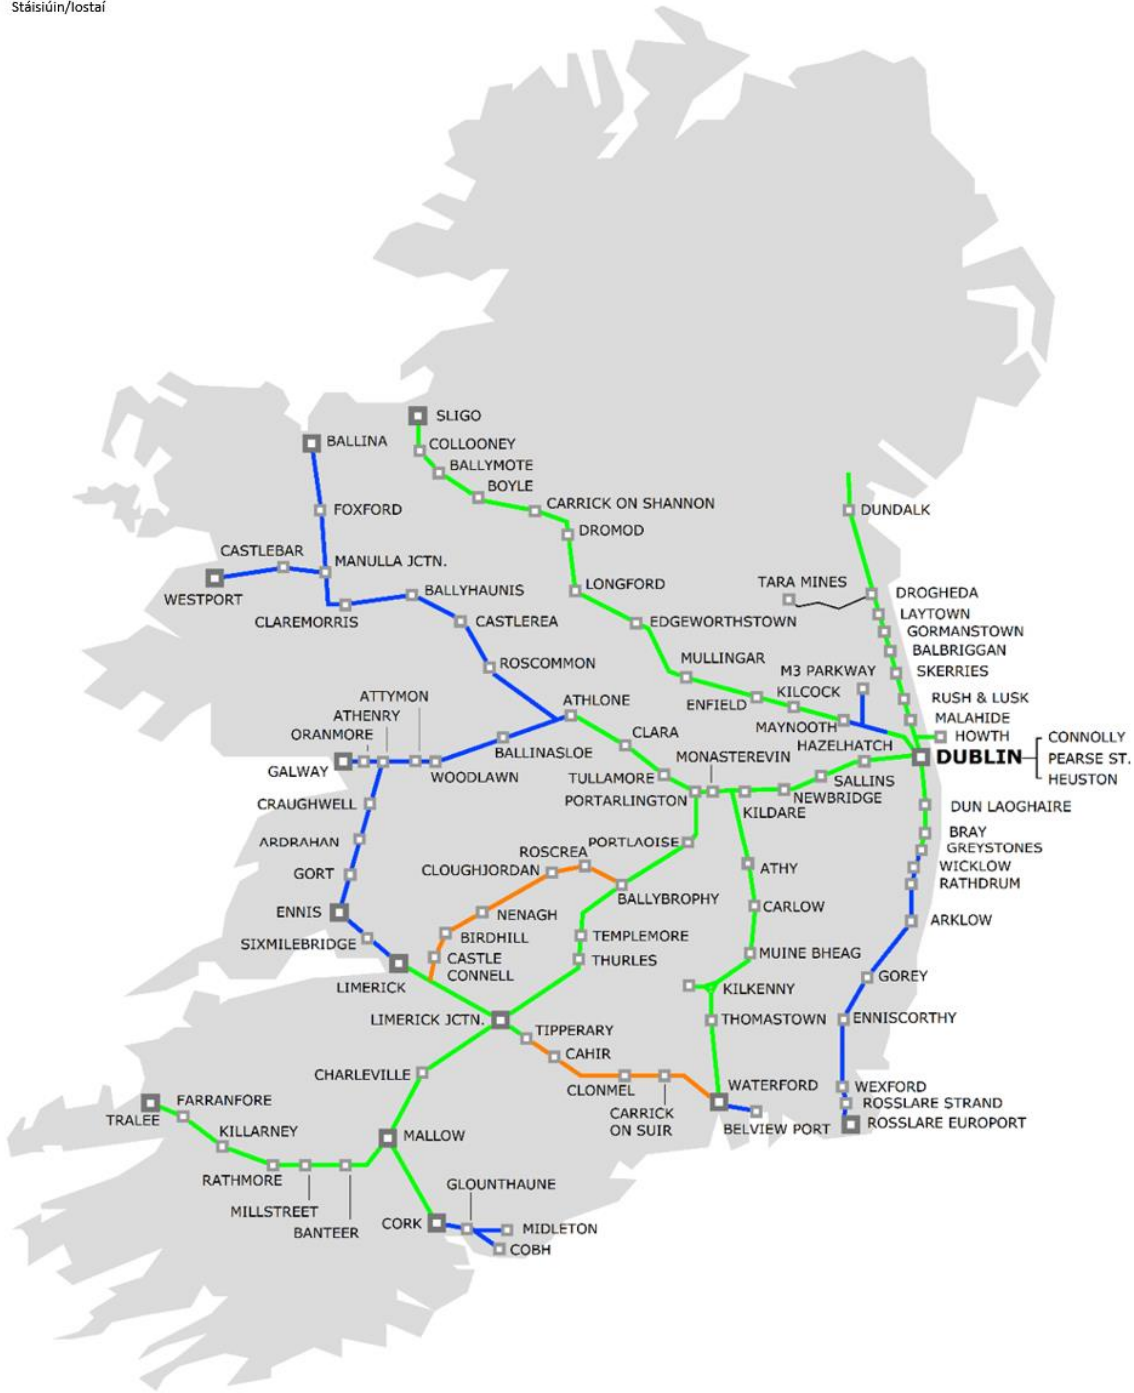 Stáisiúin/Iostaí
SLIGO
BALLINA
COLLOONEY
BALLYMOTE
BOYLE
CARRICK ON SHANNON
FOXFORD
DUNDALK
DROMOD
CASTLEBAR
MANULLA JCTN.
WESTPORT
BALLYHAUNIS
LONGFORD
TARA MINES
DROGHEDA
CLAREMORRIS
CASTLEREA
EDGEWORTHSTOWN
LAYTOWN
GORMANSTOWN
BALBRIGGAN
ROSCOMMON
MULLINGAR
M3 PARKWAY
SKERRIES
ATTYMON
ATHLONE
ENFIELD
KILCOCK
RUSH & LUSK
ATHENRY
MAYNOOTH
MALAHIDE
ORANMORE
CLARA
HAZELHATCH
HOWTH
BALLINASLOE
MONASTEREVIN
DUBLIN
CONNOLLY
PEARSE ST.
HEUSTON
GALWAY
WOODLAWN
TULLAMORE
SALLINS
PORTARLINGTON
NEWBRIDGE
CRAUGHWELL
KILDARE
DUN LAOGHAIRE
ARDRAHAN
PORTLAOISE
BRAY
ROSCREA
GREYSTONES
GORT
CLOUGHJORDAN
ATHY
WICKLOW
RATHDRUM
BALLYBROPHY
ENNIS
NENAGH
CARLOW
ARKLOW
SIXMILEBRIDGE
BIRDHILL
TEMPLEMORE
CASTLE
CONNELL
THURLES
MUINE BHEAG
GOREY
LIMERICK
KILKENNY
LIMERICK JCTN.
THOMASTOWN
ENNISCORTHY
TIPPERARY
CAHIR
CHARLEVILLE
CLONMEL
WATERFORD
WEXFORD
FARRANFORE
CARRICK
ON SUIR
ROSSLARE STRAND
TRALEE
BELVIEW PORT
ROSSLARE EUROPORT
KILLARNEY
MALLOW
RATHMORE
GLOUNTHAUNE
MILLSTREET
BANTEER
CORK
MIDLETON
COBH